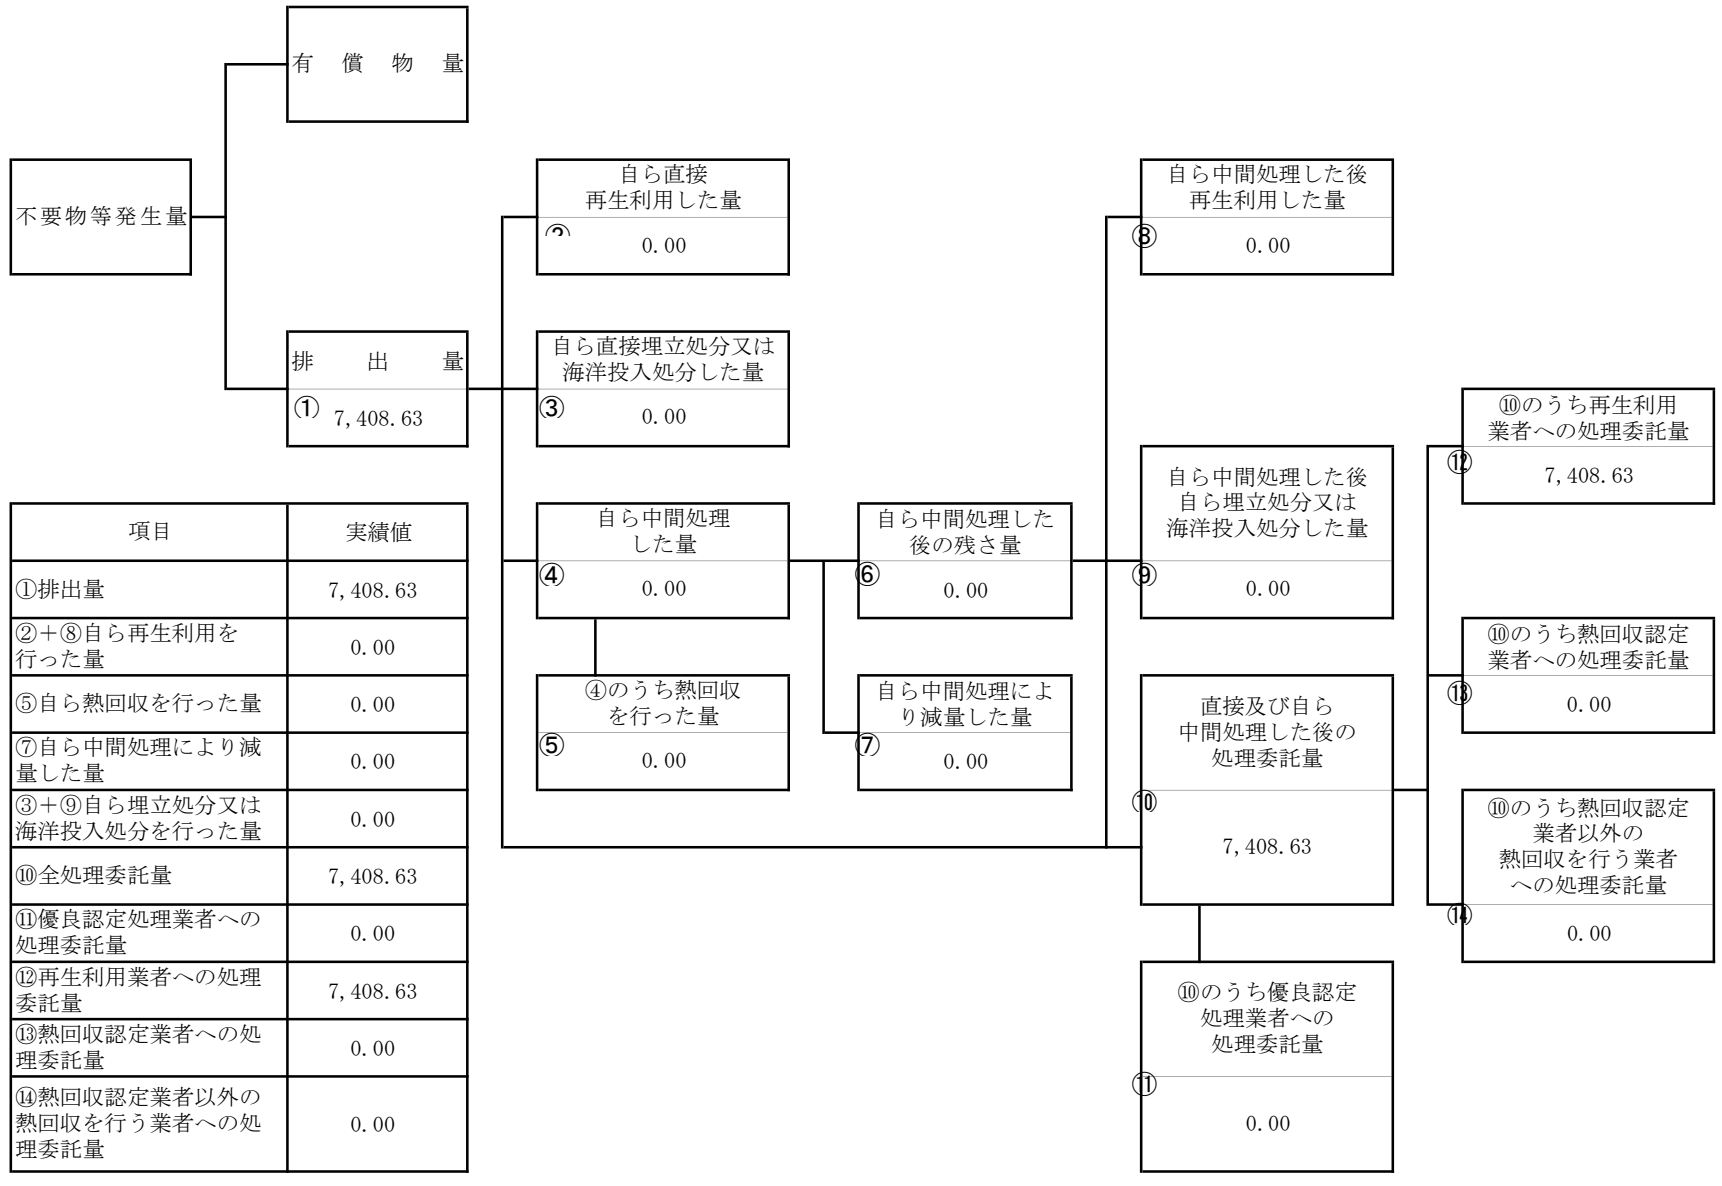 有償物量
不要物等発生量
排出量
① 7,408.63
自ら直接
再生利用した量
② 0.00
自ら直接埋立処分又は
海洋投入処分した量
③ 0.00
自ら中間処理
した量
④ 0.00
④のうち熱回収
を行った量
⑤ 0.00
自ら中間処理した
後の残さ量
⑥ 0.00
自ら中間処理によ
り減量した量
⑦ 0.00
自ら中間処理した後
再生利用した量
⑧ 0.00
自ら中間処理した後
自ら埋立処分又は
海洋投入処分した量
⑨ 0.00
直接及び自ら
中間処理した後の
処理委託量
⑩
7,408.63
⑩のうち優良認定
処理業者への
処理委託量
⑪
0.00
⑩のうち再生利用
業者への処理委託量
⑫ 7,408.63
⑩のうち熱回収認定
業者への処理委託量
⑬ 0.00
⑩のうち熱回収認定
業者以外の
熱回収を行う業者
への処理委託量
⑭ 0.00
項目 実績値
①排出量 7,408.63
②+⑧自ら再生利用を
行った量 0.00
⑤自ら熱回収を行った量 0.00
⑦自ら中間処理により減
量した量 0.00
③+⑨自ら埋立処分又は
海洋投入処分を行った量 0.00
⑩全処理委託量 7,408.63
⑪優良認定処理業者への
処理委託量 0.00
⑫再生利用業者への処理
委託量 7,408.63
⑬熱回収認定業者への処
理委託量 0.00
⑭熱回収認定業者以外の
熱回収を行う業者への処
理委託量 0.00